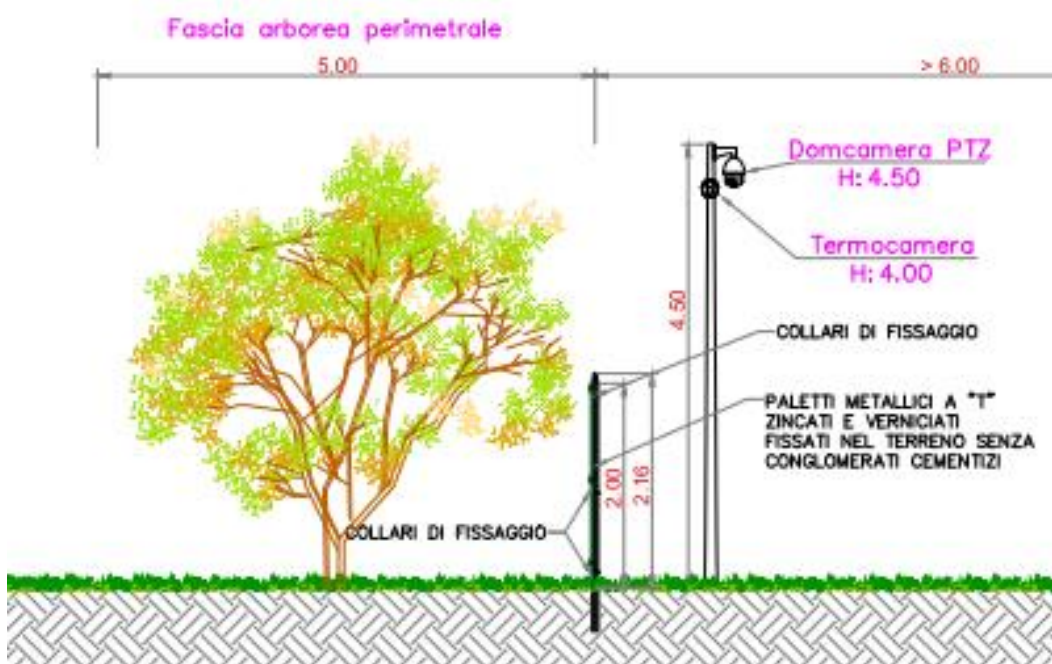 Fascia arborea perimetrale
5.00
> 6.00
Domcamera PTZ
H: 4.50
Termocamera
H: 4.00
4.50
COLLARI DI FISSAGGIO
PALETTI METALLICI A "T"
ZINCATI E VERNICIATI
FISSATI NEL TERRENO SENZA
CONGLOMERATI CEMENTIZI
2.00
2.16
COLLARI DI FISSAGGIO